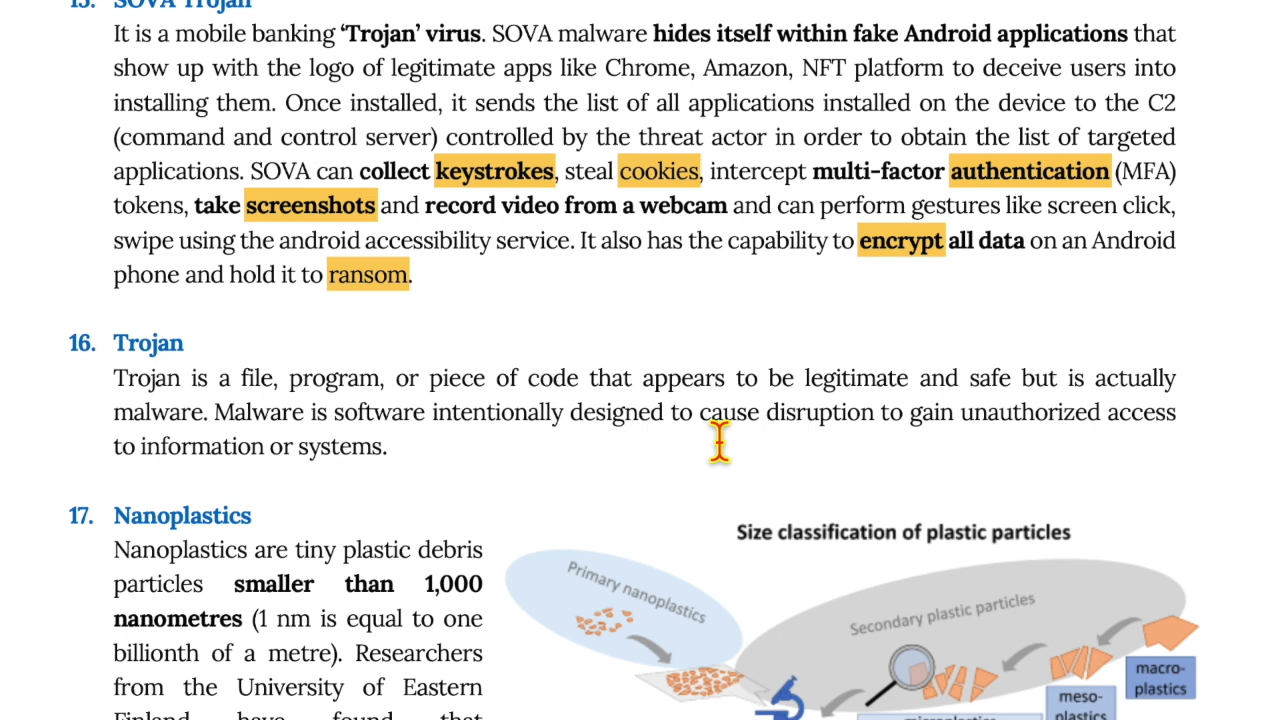 15. SOVA Trojan
It is a mobile banking ‘Trojan’ virus. SOVA malware hides itself within fake Android applications that
show up with the logo of legitimate apps like Chrome, Amazon, NFT platform to deceive users into
installing them. Once installed, it sends the list of all applications installed on the device to the C2
(command and control server) controlled by the threat actor in order to obtain the list of targeted
applications. SOVA can collect keystrokes, steal cookies, intercept multi-factor authentication (MFA)
tokens, take screenshots and record video from a webcam and can perform gestures like screen click,
swipe using the android accessibility service. It also has the capability to encrypt all data on an Android
phone and hold it to ransom.
16. Trojan
Trojan is a file, program, or piece of code that appears to be legitimate and safe but is actually
malware. Malware is software intentionally designed to cause disruption to gain unauthorized access
to information or systems.
17. Nanoplastics
Nanoplastics are tiny plastic debris
particles smaller than 1,000
nanometres (1 nm is equal to one
billionth of a metre). Researchers
from the University of Eastern
Finland have found that
Size classification of plastic particles
Primary nanoplastics
Secondary plastic particles
macro-
plastics
meso-
plastics
microplastics